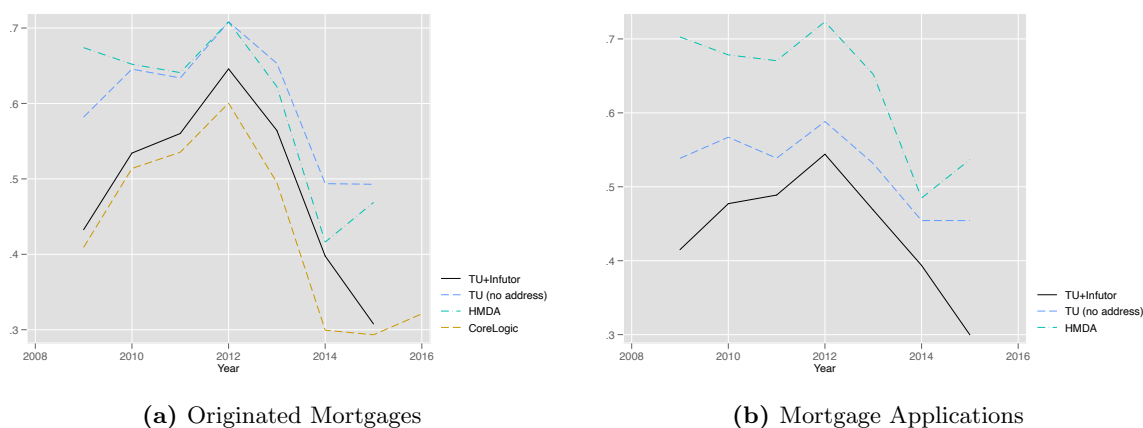 .7
.6
.5
.4
.3
2008 2010 2012 2014 2016
Year
TU+Infutor
TU (no address)
HMDA
CoreLogic
(a) Originated Mortgages
.7
.6
.5
.4
.3
2008 2010 2012 2014 2016
Year
TU+Infutor
TU (no address)
HMDA
(b) Mortgage Applications